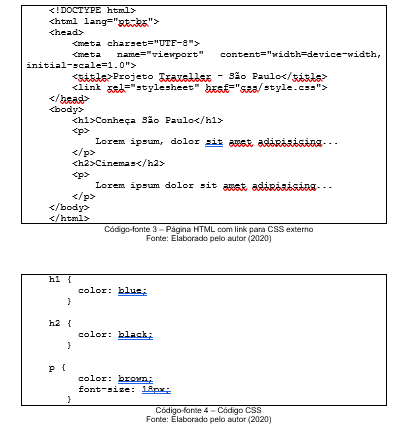 <!DOCTYPE html>
<html lang="pt-br">
<head>
<meta charset="UTF-8">
<meta name="viewport" content="width=device-width,
initial-scale=1.0">
<title>Projeto Traveller - São Paulo</title>
<link rel="stylesheet" href="css/style.css">
</head>
<body>
<h1>Conheça São Paulo</h1>
<p>
Lorem ipsum, dolor sit amet adipisicing...
</p>
<h2>Cinemas</h2>
<p>
Lorem ipsum dolor sit amet adipisicing...
</p>
</body>
</html>
Código-fonte 3 – Página HTML com link para CSS externo
Fonte: Elaborado pelo autor (2020)
h1 {
color: blue;
}
h2 {
color: black;
}
p {
color: brown;
font-size: 18px;
}
Código-fonte 4 – Código CSS
Fonte: Elaborado pelo autor (2020)